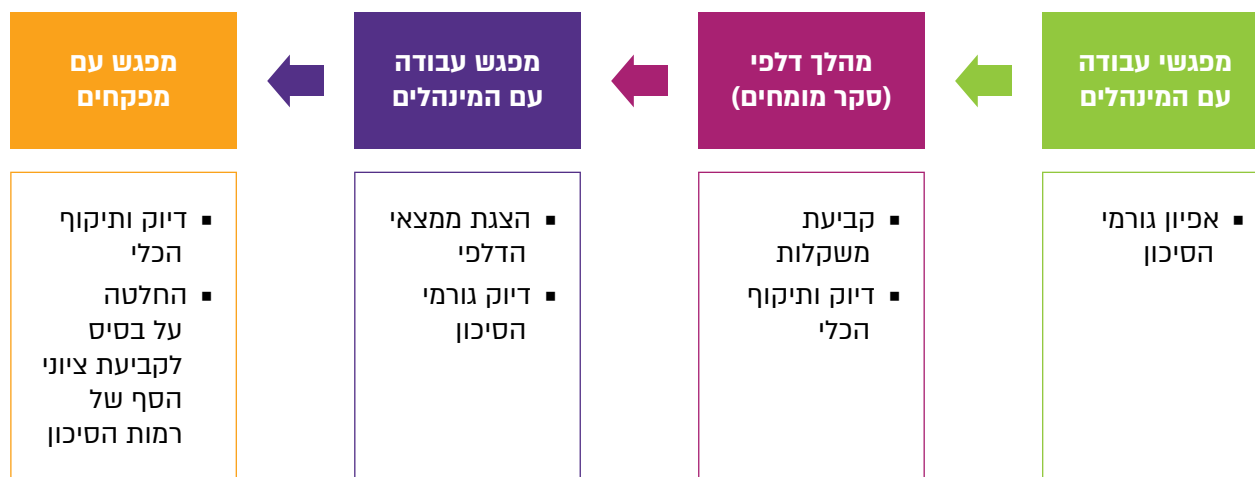 מפגשי עבודה
עם המינהלים
▪ אפיון גורמי
הסיכון
מהלך דלפי
(סקר מומחים)
▪ קביעת
משקלות
▪ דיוק ותיקוף
הכלי
מפגש עבודה
עם המינהלים
▪ הצגת ממצאי
הדלפי
▪ דיוק גורמי
הסיכון
מפגש עם
מפקחים
▪ דיוק ותיקוף
הכלי
▪ החלטה
על בסיס
לקביעת ציוני
הסף של
רמות הסיכון